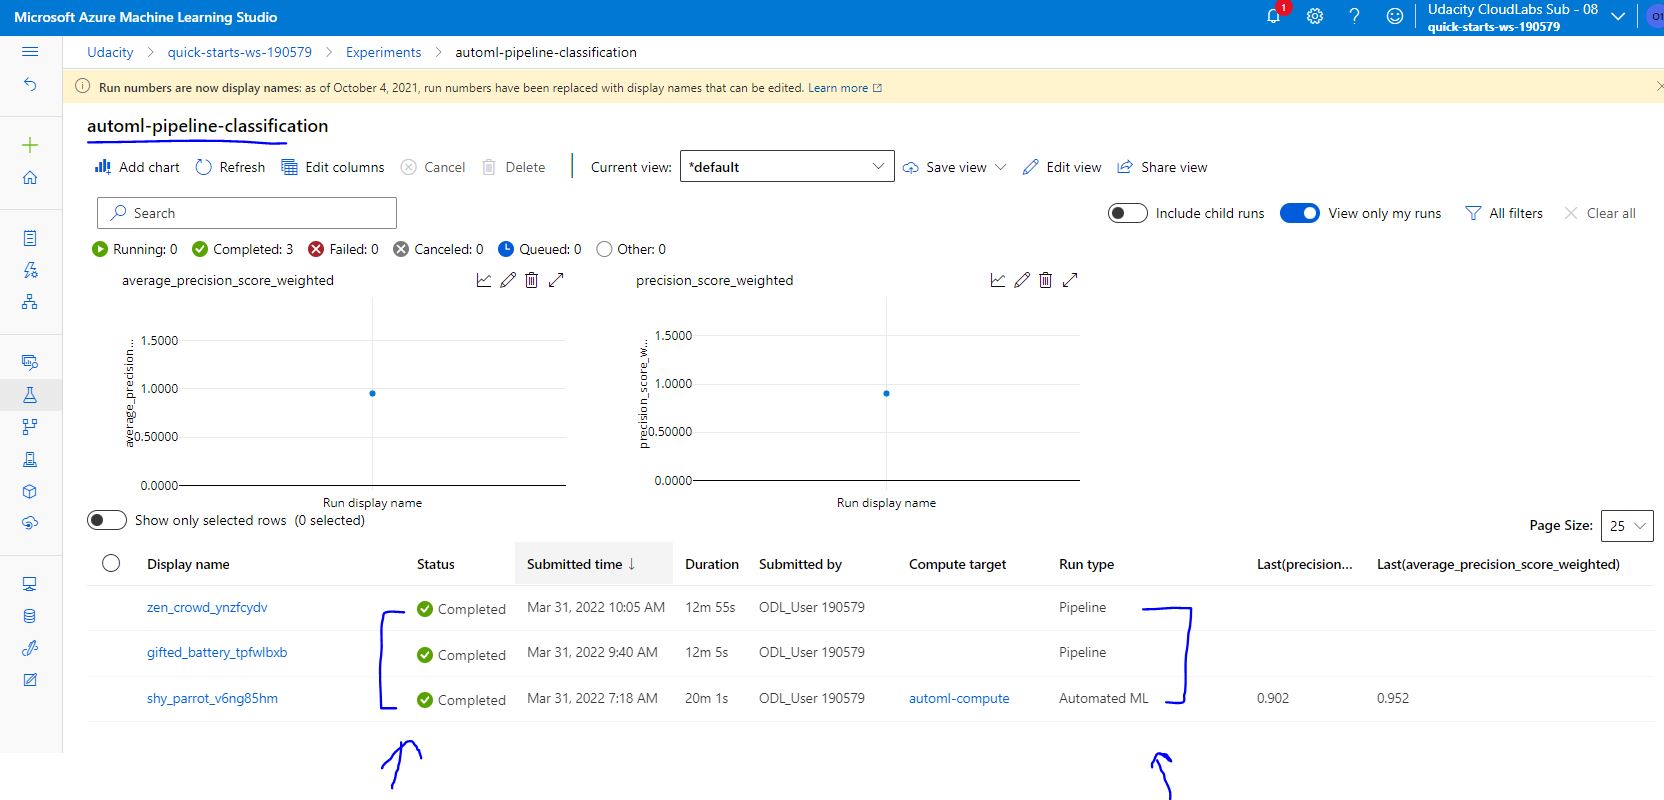 Microsoft Azure Machine Learning Studio
1
Udacity CloudLabs Sub - 08
quick-starts-ws-190579
Udacity > quick-starts-ws-190579 > Experiments > automl-pipeline-classification
Run numbers are now display names: as of October 4, 2021, run numbers have been replaced with display names that can be edited. Learn more
automl-pipeline-classification
Add chart Refresh Edit columns Cancel Delete Current view: *default Save view Edit view Share view
Search
Include child runs View only my runs All filters Clear all
Running: 0 Completed: 3 Failed: 0 Canceled: 0 Queued: 0 Other: 0
average_precision_score_weighted
average_precision...
1.5000
1.0000
0.50000
0.0000
Run display name
precision_score_weighted
precision_score_w...
1.5000
1.0000
0.50000
0.0000
Run display name
Show only selected rows (0 selected)
Page Size: 25
Display name Status Submitted time ↓ Duration Submitted by Compute target Run type Last(precision... Last(average_precision_score_weighted)
zen_crowd_ynzfcydv Completed Mar 31, 2022 10:05 AM 12m 55s ODL_User 190579 Pipeline
gifted_battery_tpfwlbxb Completed Mar 31, 2022 9:40 AM 12m 5s ODL_User 190579 Pipeline
shy_parrot_v6ng85hm Completed Mar 31, 2022 7:18 AM 20m 1s ODL_User 190579 automl-compute Automated ML 0.902 0.952